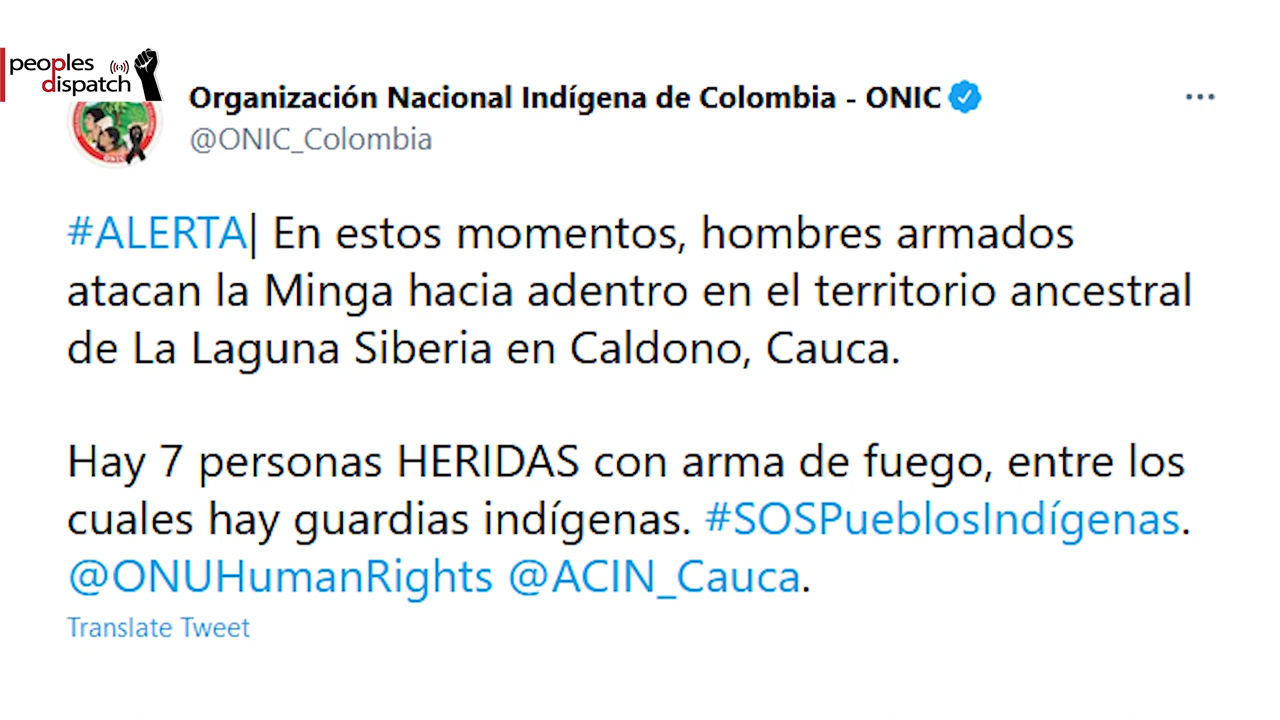 peoples
dispatch
Organización Nacional Indígena de Colombia - ONIC
@ONIC_Colombia
#ALERTA| En estos momentos, hombres armados
atacan la Minga hacia adentro en el territorio ancestral
de La Laguna Siberia en Caldono, Cauca.
Hay 7 personas HERIDAS con arma de fuego, entre los
cuales hay guardias indígenas. #SOSPueblosIndígenas.
@ONUHumanRights @ACIN_Cauca.
Translate Tweet